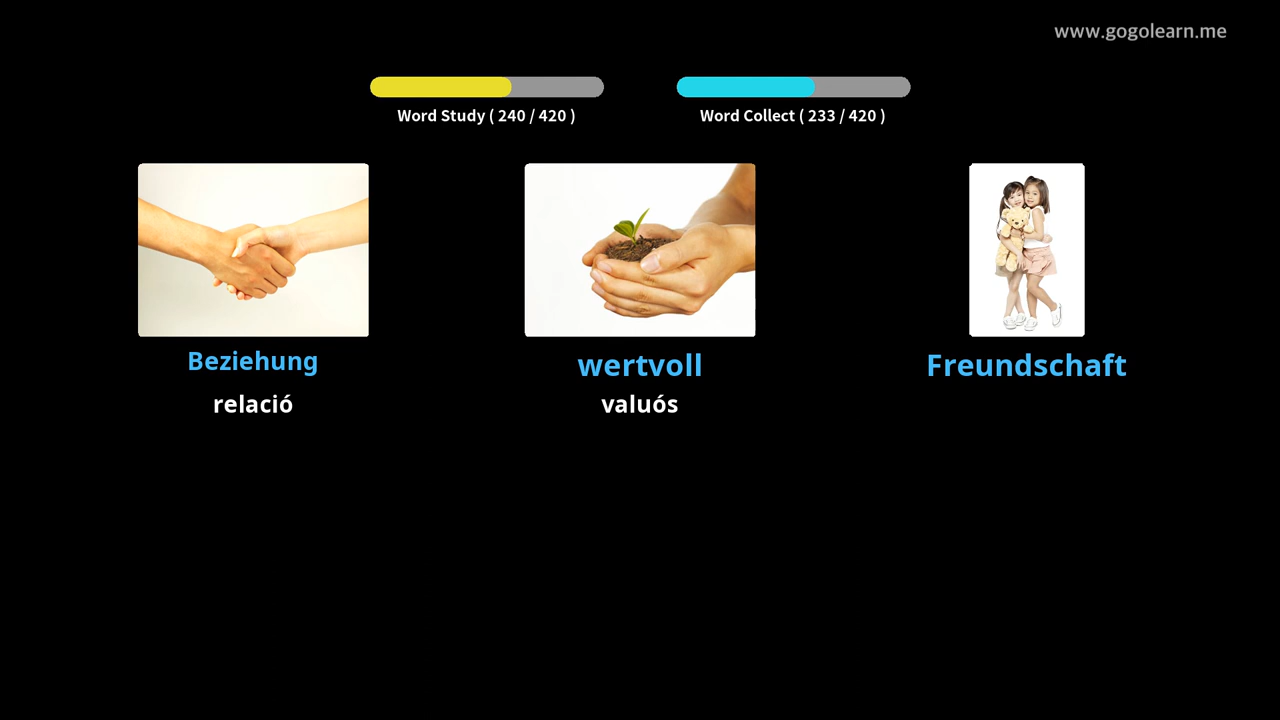 www.gogolearn.me
Word Study ( 240 / 420 )
Word Collect ( 233 / 420 )
Beziehung
wertvoll
Freundschaft
relació
valuós